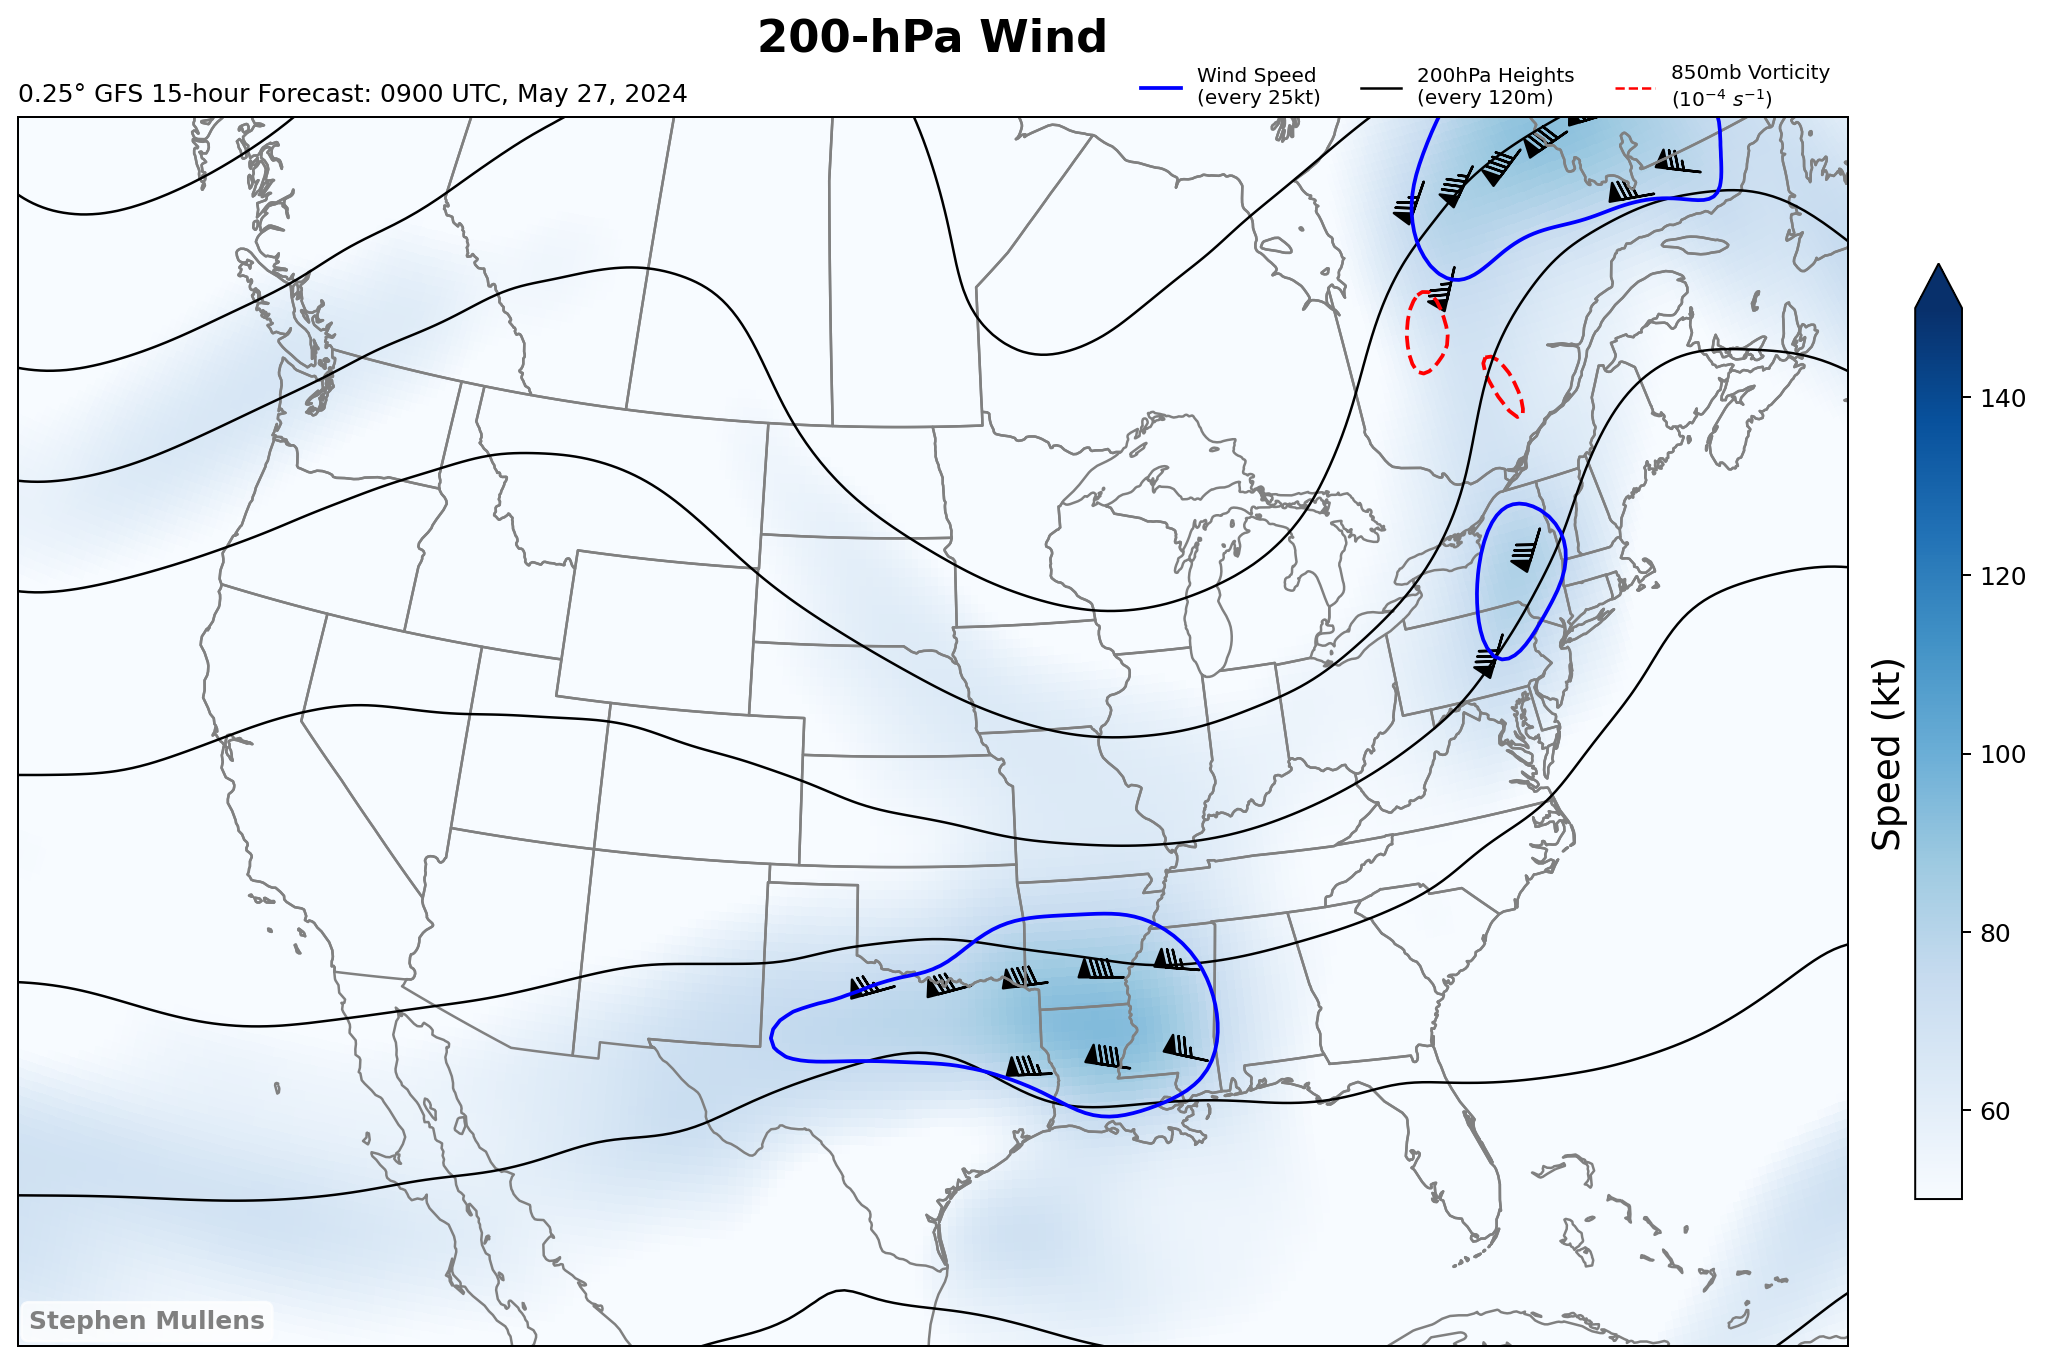 200-hPa Wind
0.25° GFS 15-hour Forecast: 0900 UTC, May 27, 2024
Wind Speed
(every 25kt)
200hPa Heights
(every 120m)
850mb Vorticity
(10⁻⁴ s⁻¹)
140
120
100
80
60
Speed (kt)
Stephen Mullens